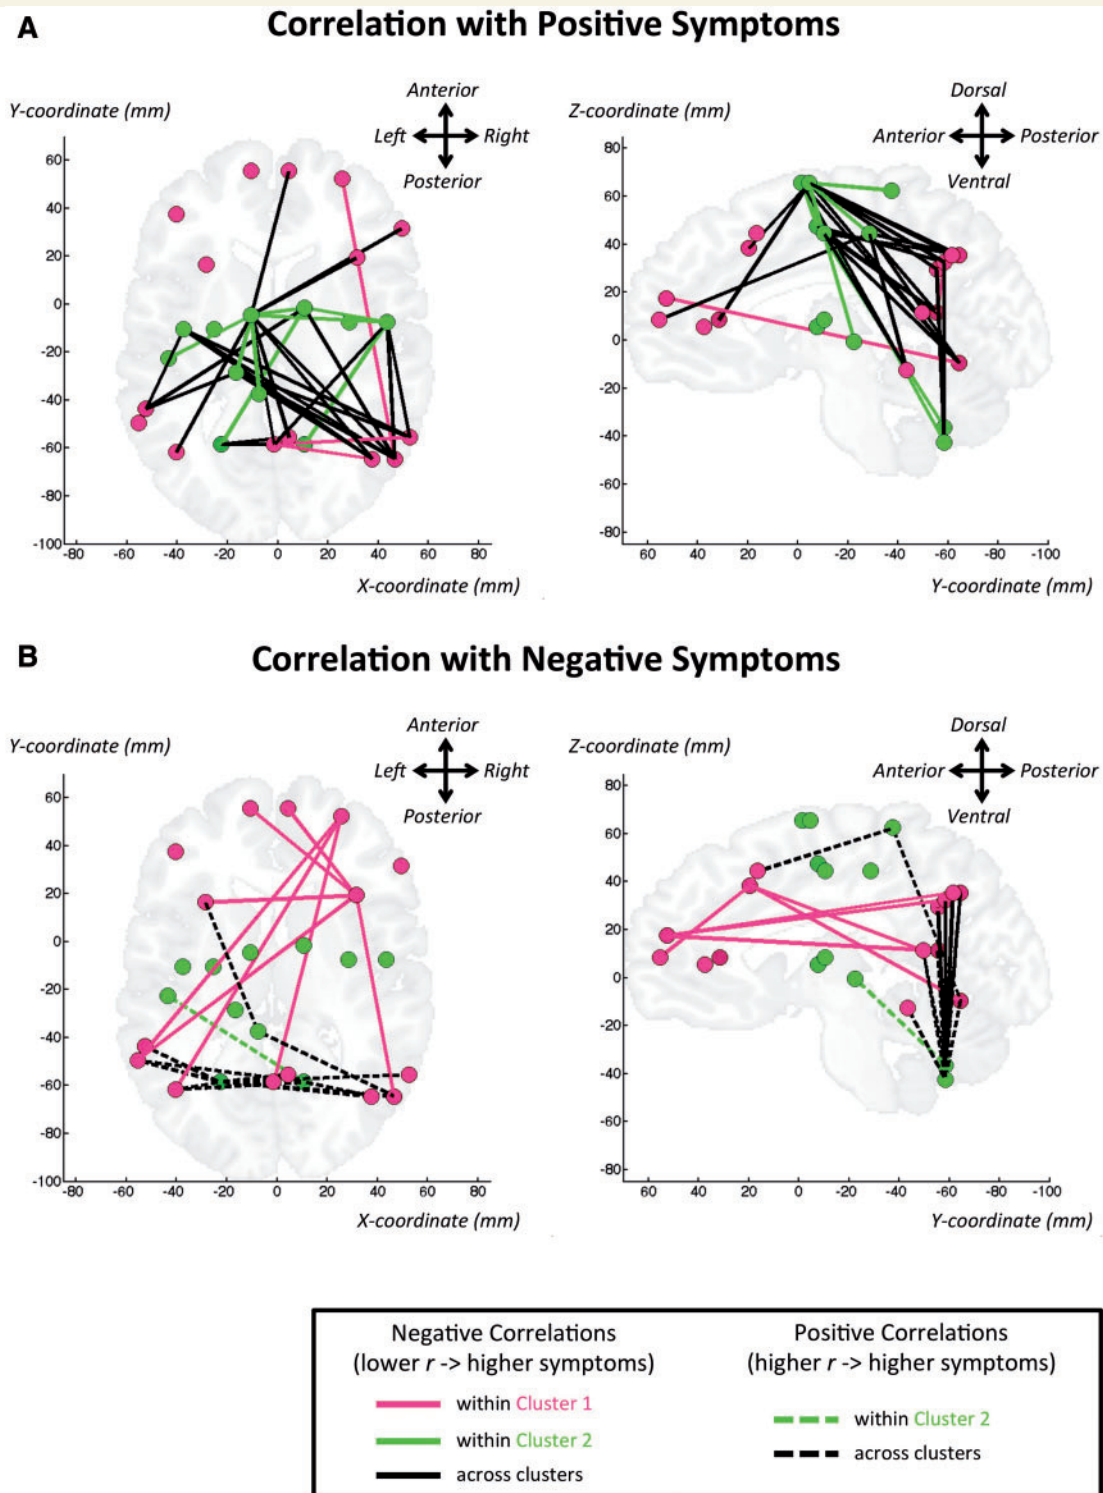 A
Correlation with Positive Symptoms
Y-coordinate (mm)
Anterior
Left
Right
Posterior
60
40
20
0
-20
-40
-60
-80
-100
-80 -60 -40 -20 0 20 40 60 80
X-coordinate (mm)
Z-coordinate (mm)
Dorsal
Anterior
Posterior
Ventral
80
60
40
20
0
-20
-40
-60
-80
60 40 20 0 -20 -40 -60 -80 -100
Y-coordinate (mm)
B
Correlation with Negative Symptoms
Y-coordinate (mm)
Anterior
Left
Right
Posterior
60
40
20
0
-20
-40
-60
-80
-100
-80 -60 -40 -20 0 20 40 60 80
X-coordinate (mm)
Z-coordinate (mm)
Dorsal
Anterior
Posterior
Ventral
80
60
40
20
0
-20
-40
-60
-80
60 40 20 0 -20 -40 -60 -80 -100
Y-coordinate (mm)
Negative Correlations
(lower r -> higher symptoms)
within Cluster 1
within Cluster 2
across clusters
Positive Correlations
(higher r -> higher symptoms)
within Cluster 2
across clusters